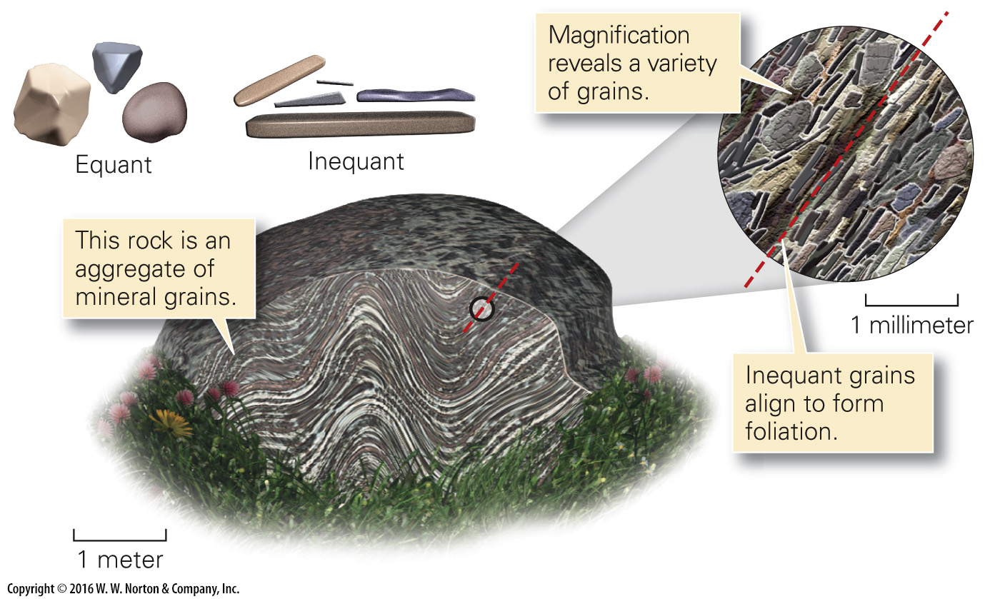 Magnification
reveals a variety
of grains.
Equant
Inequant
This rock is an
aggregate of
mineral grains.
1 millimeter
Inequant grains
align to form
foliation.
1 meter
Copyright © 2016 W. W. Norton & Company, Inc.